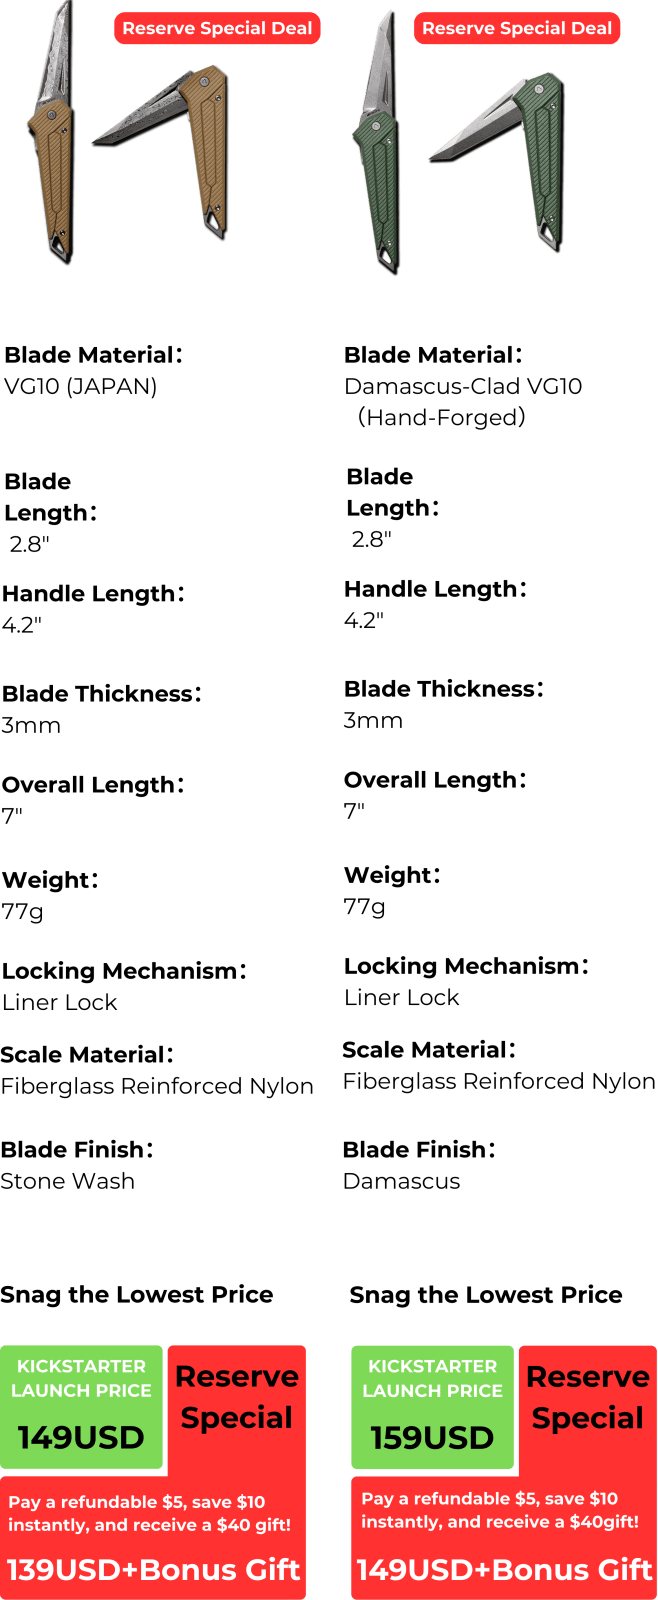 Reserve Special Deal
Reserve Special Deal
Blade Material：
VG10 (JAPAN)
Blade
Length：
2.8"
Handle Length：
4.2"
Blade Thickness：
3mm
Overall Length：
7"
Weight：
77g
Locking Mechanism：
Liner Lock
Scale Material：
Fiberglass Reinforced Nylon
Blade Finish：
Stone Wash
Snag the Lowest Price
KICKSTARTER
LAUNCH PRICE
149USD
Reserve
Special
Pay a refundable $5, save $10
instantly, and receive a $40 gift!
139USD+Bonus Gift
Blade Material：
Damascus-Clad VG10
（Hand-Forged）
Blade
Length：
2.8"
Handle Length：
4.2"
Blade Thickness：
3mm
Overall Length：
7"
Weight：
77g
Locking Mechanism：
Liner Lock
Scale Material：
Fiberglass Reinforced Nylon
Blade Finish：
Damascus
Snag the Lowest Price
KICKSTARTER
LAUNCH PRICE
159USD
Reserve
Special
Pay a refundable $5, save $10
instantly, and receive a $40gift!
149USD+Bonus Gift